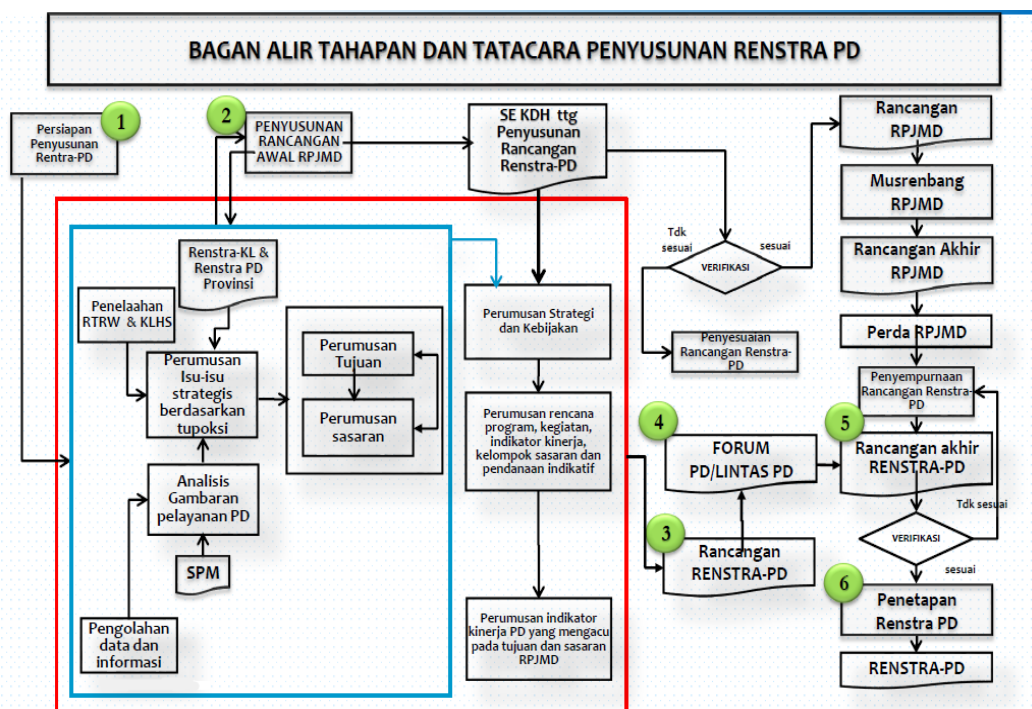 BAGAN ALIR TAHAPAN DAN TATACARA PENYUSUNAN RENSTRA PD
1
Persiapan
Penyusunan
Rentra-PD
2
PENYUSUNAN
RANCANGAN
AWAL RPJMD
SE KDH ttg
Penyusunan
Rancangan
Renstra-PD
Rancangan
RPJMD
Musrenbang
RPJMD
Rancangan Akhir
RPJMD
Perda RPJMD
Penyempurnaan
Rancangan Renstra-
PD
Tdk
sesuai
sesuai
VERIFIKASI
Penyesuaian
Rancangan Renstra-
PD
Renstra-KL &
Renstra PD
Provinsi
Penelaahan
RTRW & KLHS
Perumusan
Isu-isu
strategis
berdasarkan
tupoksi
Perumusan
Tujuan
Perumusan
sasaran
Analisis
Gambaran
pelayanan PD
SPM
Pengolahan
data dan
informasi
Perumusan Strategi
dan Kebijakan
Perumusan rencana
program, kegiatan,
indikator kinerja,
kelompok sasaran dan
pendanaan indikatif
Perumusan indikator
kinerja PD yang mengacu
pada tujuan dan sasaran
RPJMD
3
Rancangan
RENSTRA-PD
4
FORUM
PD/LINTAS PD
5
Rancangan akhir
RENSTRA-PD
Tdk sesuai
VERIFIKASI
sesuai
6
Penetapan
Renstra PD
RENSTRA-PD